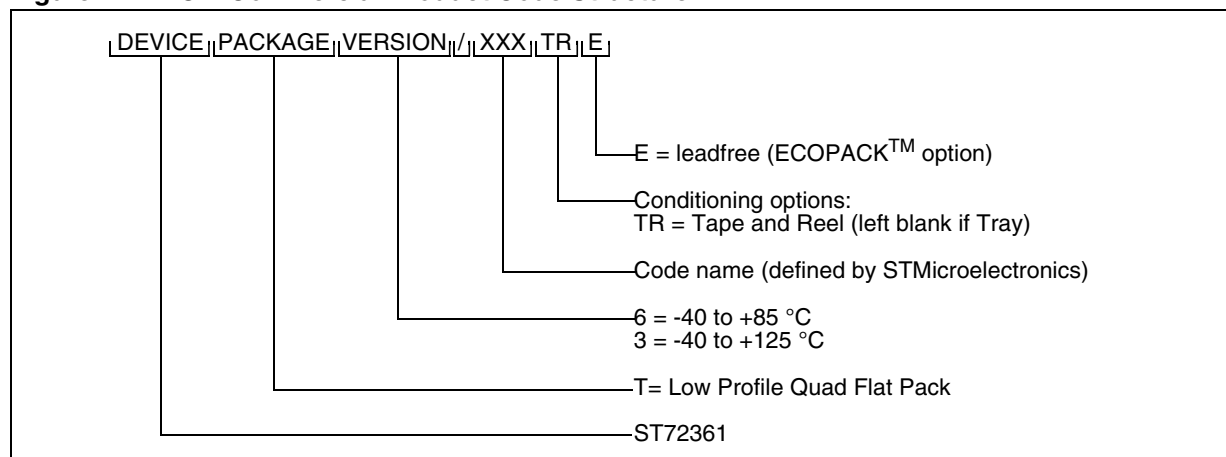 DEVICE PACKAGE VERSION / XXX TR E
E = leadfree (ECOPACK™ option)
Conditioning options:
TR = Tape and Reel (left blank if Tray)
Code name (defined by STMicroelectronics)
6 = -40 to +85 °C
3 = -40 to +125 °C
T= Low Profile Quad Flat Pack
ST72361